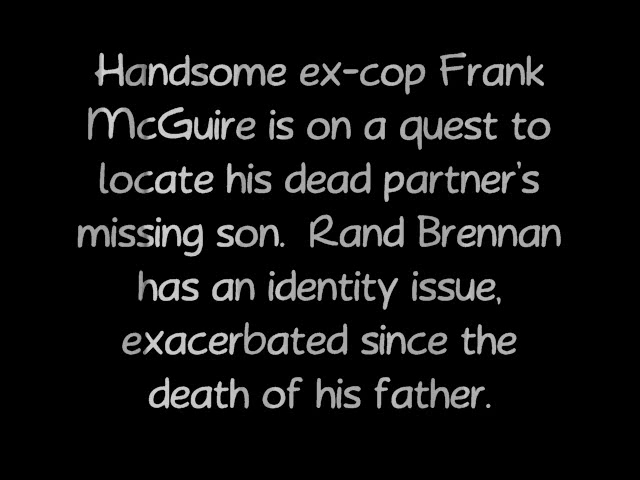 Handsome ex-cop Frank
McGuire is on a quest to
locate his dead partner's
missing son.  Rand Brennan
has an identity issue,
exacerbated since the
death of his father.